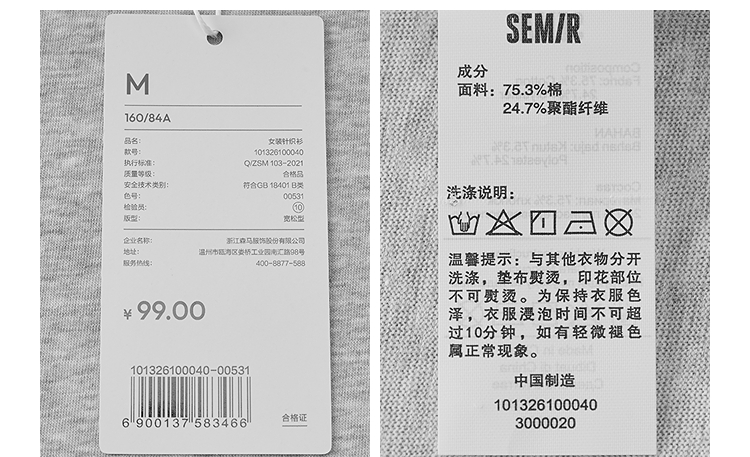 M
160/84A
品名: 女装针织衫
款号: 101326100040
执行标准: Q/ZSM 103-2021
质量等级: 合格品
安全技术类别: 符合GB 18401 B类
色号: 00531
检验员: 10
版型: 宽松型
企业名称: 浙江森马服饰股份有限公司
地址: 温州市瓯海区娄桥工业园南汇路98号
服务热线: 400-8877-588
¥ 99.00
101326100040-00531
6 900137 583466
合格证
SEMIR
成分
面料: 75.3%棉
24.7%聚酯纤维
洗涤说明:
温馨提示: 与其他衣物分开
洗涤, 垫布熨烫, 印花部位
不可熨烫。为保持衣服色
泽, 衣服浸泡时间不可超
过10分钟, 如有轻微褪色
属正常现象。
中国制造
101326100040
3000020